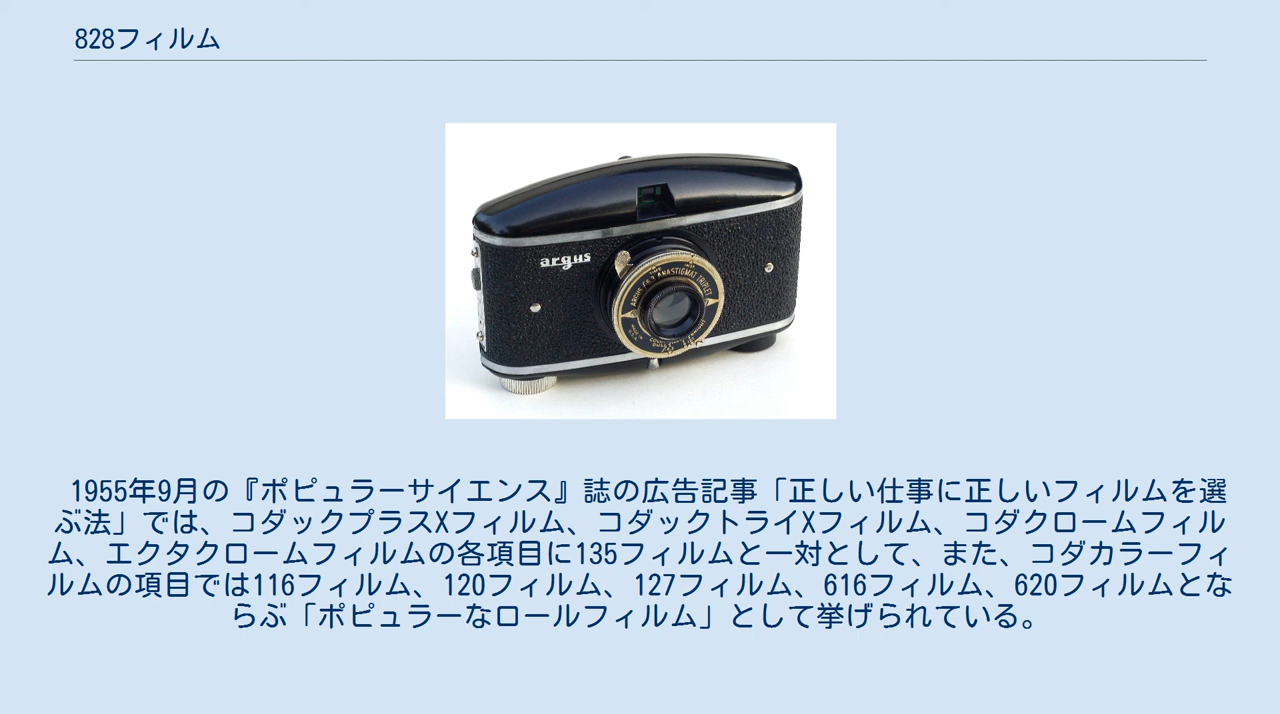 828フィルム
argus
ANASTIGMAT TRIPLET
1955年9月の『ポピュラーサイエンス』誌の広告記事「正しい仕事に正しいフィルムを選
ぶ法」では、コダックプラスXフィルム、コダックトライXフィルム、コダクロームフィル
ム、エクタクロームフィルムの各項目に135フィルムと一対として、また、コダカラーフィ
ルムの項目では116フィルム、120フィルム、127フィルム、616フィルム、620フィルムとな
らぶ「ポピュラーなロールフィルム」として挙げられている。